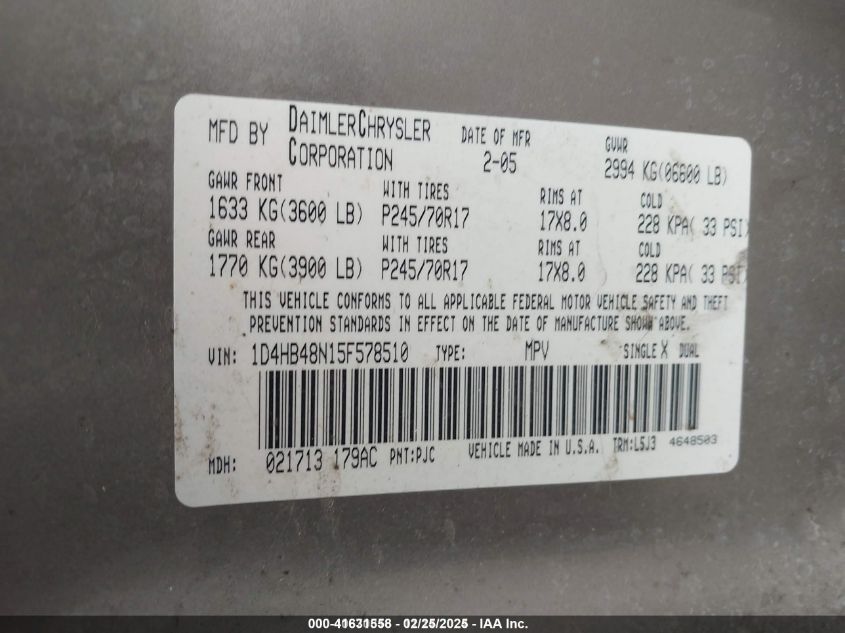 MFD BY DAIMLERCHRYSLER CORPORATION DATE OF MFR 2-05 GVWR 2994 KG(06600 LB)
GAWR FRONT WITH TIRES RIMS AT COLD
1633 KG(3600 LB) P245/70R17 17X8.0 228 KPA( 33 PSI)
GAWR REAR WITH TIRES RIMS AT COLD
1770 KG(3900 LB) P245/70R17 17X8.0 228 KPA( 33 PSI)
THIS VEHICLE CONFORMS TO ALL APPLICABLE FEDERAL MOTOR VEHICLE SAFETY AND THEFT
PREVENTION STANDARDS IN EFFECT ON THE DATE OF MANUFACTURE SHOWN ABOVE.
VIN: 1D4HB48N15F578510 TYPE: MPV SINGLE X DUAL
MDH: 021713 179AC PNT:PJC VEHICLE MADE IN U.S.A. TRM:L5J3 4648503
000-41631558 - 02/25/2025 - IAA Inc.